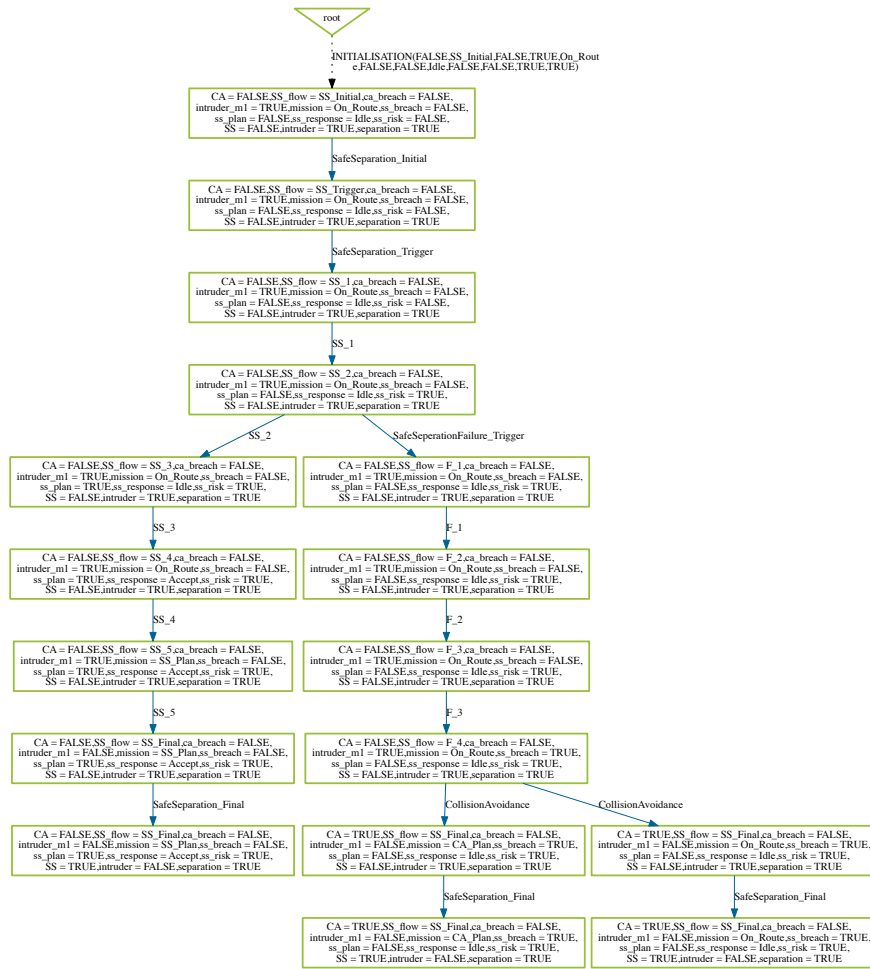 root
INITIALISATION(FALSE,SS_Initial,FALSE,TRUE,On_Rout
e,FALSE,FALSE,Idle,FALSE,FALSE,TRUE,TRUE)
CA = FALSE,SS_flow = SS_Initial,ca_breach = FALSE,
intruder_m1 = TRUE,mission = On_Route,ss_breach = FALSE,
ss_plan = FALSE,ss_response = Idle,ss_risk = FALSE,
SS = FALSE,intruder = TRUE,separation = TRUE
SafeSeparation_Initial
CA = FALSE,SS_flow = SS_Trigger,ca_breach = FALSE,
intruder_m1 = TRUE,mission = On_Route,ss_breach = FALSE,
ss_plan = FALSE,ss_response = Idle,ss_risk = FALSE,
SS = FALSE,intruder = TRUE,separation = TRUE
SafeSeparation_Trigger
CA = FALSE,SS_flow = SS_1,ca_breach = FALSE,
intruder_m1 = TRUE,mission = On_Route,ss_breach = FALSE,
ss_plan = FALSE,ss_response = Idle,ss_risk = FALSE,
SS = FALSE,intruder = TRUE,separation = TRUE
SS_1
CA = FALSE,SS_flow = SS_2,ca_breach = FALSE,
intruder_m1 = TRUE,mission = On_Route,ss_breach = FALSE,
ss_plan = FALSE,ss_response = Idle,ss_risk = TRUE,
SS = FALSE,intruder = TRUE,separation = TRUE
SS_2
SafeSeperationFailure_Trigger
CA = FALSE,SS_flow = SS_3,ca_breach = FALSE,
intruder_m1 = TRUE,mission = On_Route,ss_breach = FALSE,
ss_plan = TRUE,ss_response = Idle,ss_risk = TRUE,
SS = FALSE,intruder = TRUE,separation = TRUE
CA = FALSE,SS_flow = F_1,ca_breach = FALSE,
intruder_m1 = TRUE,mission = On_Route,ss_breach = FALSE,
ss_plan = FALSE,ss_response = Idle,ss_risk = TRUE,
SS = FALSE,intruder = TRUE,separation = TRUE
SS_3
F_1
CA = FALSE,SS_flow = SS_4,ca_breach = FALSE,
intruder_m1 = TRUE,mission = On_Route,ss_breach = FALSE,
ss_plan = TRUE,ss_response = Accept,ss_risk = TRUE,
SS = FALSE,intruder = TRUE,separation = TRUE
CA = FALSE,SS_flow = F_2,ca_breach = FALSE,
intruder_m1 = TRUE,mission = On_Route,ss_breach = FALSE,
ss_plan = FALSE,ss_response = Idle,ss_risk = TRUE,
SS = FALSE,intruder = TRUE,separation = TRUE
SS_4
F_2
CA = FALSE,SS_flow = SS_5,ca_breach = FALSE,
intruder_m1 = TRUE,mission = SS_Plan,ss_breach = FALSE,
ss_plan = TRUE,ss_response = Accept,ss_risk = TRUE,
SS = FALSE,intruder = TRUE,separation = TRUE
CA = FALSE,SS_flow = F_3,ca_breach = FALSE,
intruder_m1 = TRUE,mission = On_Route,ss_breach = FALSE,
ss_plan = FALSE,ss_response = Idle,ss_risk = TRUE,
SS = FALSE,intruder = TRUE,separation = TRUE
SS_5
F_3
CA = FALSE,SS_flow = SS_Final,ca_breach = FALSE,
intruder_m1 = FALSE,mission = SS_Plan,ss_breach = FALSE,
ss_plan = TRUE,ss_response = Accept,ss_risk = TRUE,
SS = FALSE,intruder = TRUE,separation = TRUE
CA = FALSE,SS_flow = F_4,ca_breach = FALSE,
intruder_m1 = TRUE,mission = On_Route,ss_breach = TRUE,
ss_plan = FALSE,ss_response = Idle,ss_risk = TRUE,
SS = FALSE,intruder = TRUE,separation = TRUE
SafeSeparation_Final
CollisionAvoidance
CollisionAvoidance
CA = FALSE,SS_flow = SS_Final,ca_breach = FALSE,
intruder_m1 = FALSE,mission = SS_Plan,ss_breach = FALSE,
ss_plan = TRUE,ss_response = Accept,ss_risk = TRUE,
SS = TRUE,intruder = FALSE,separation = TRUE
CA = TRUE,SS_flow = SS_Final,ca_breach = FALSE,
intruder_m1 = FALSE,mission = CA_Plan,ss_breach = TRUE,
ss_plan = FALSE,ss_response = Idle,ss_risk = TRUE,
SS = FALSE,intruder = TRUE,separation = TRUE
CA = TRUE,SS_flow = SS_Final,ca_breach = FALSE,
intruder_m1 = FALSE,mission = On_Route,ss_breach = TRUE,
ss_plan = FALSE,ss_response = Idle,ss_risk = TRUE,
SS = FALSE,intruder = TRUE,separation = TRUE
SafeSeparation_Final
SafeSeparation_Final
CA = TRUE,SS_flow = SS_Final,ca_breach = FALSE,
intruder_m1 = FALSE,mission = CA_Plan,ss_breach = TRUE,
ss_plan = FALSE,ss_response = Idle,ss_risk = TRUE,
SS = TRUE,intruder = FALSE,separation = TRUE
CA = TRUE,SS_flow = SS_Final,ca_breach = FALSE,
intruder_m1 = FALSE,mission = On_Route,ss_breach = TRUE,
ss_plan = FALSE,ss_response = Idle,ss_risk = TRUE,
SS = TRUE,intruder = FALSE,separation = TRUE